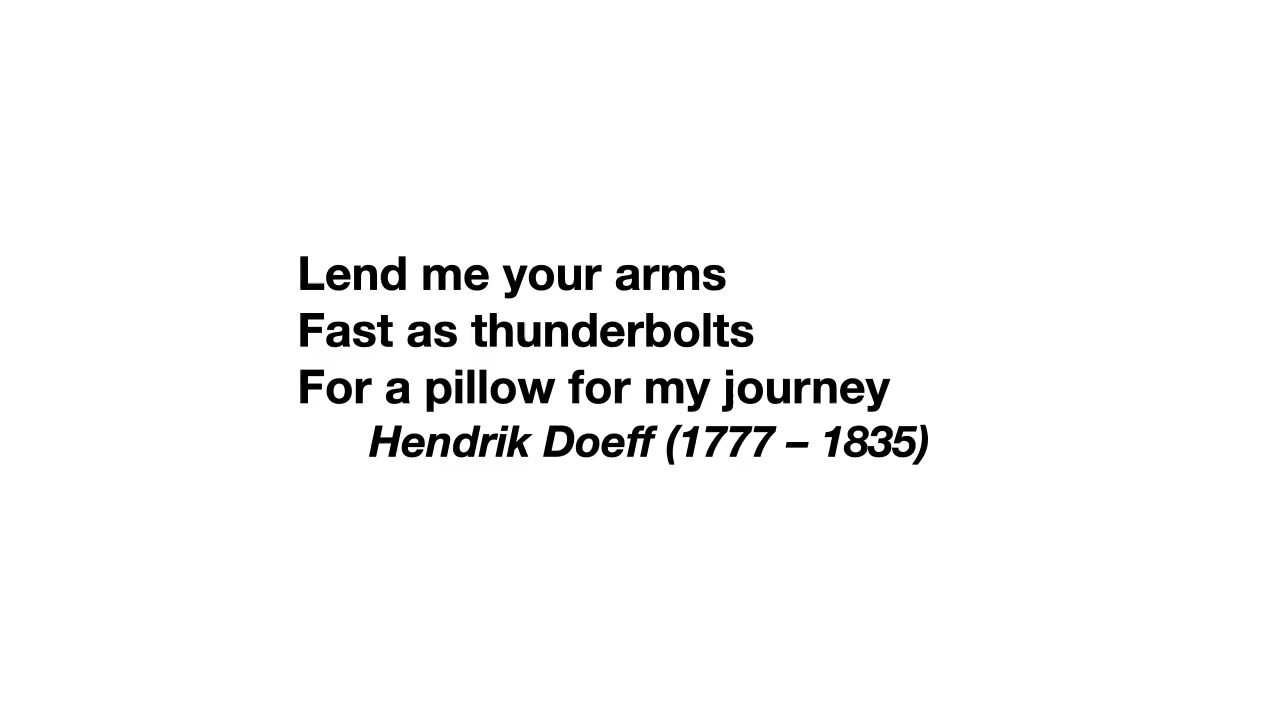 Lend me your arms
Fast as thunderbolts
For a pillow for my journey
Hendrik Doeff (1777 – 1835)